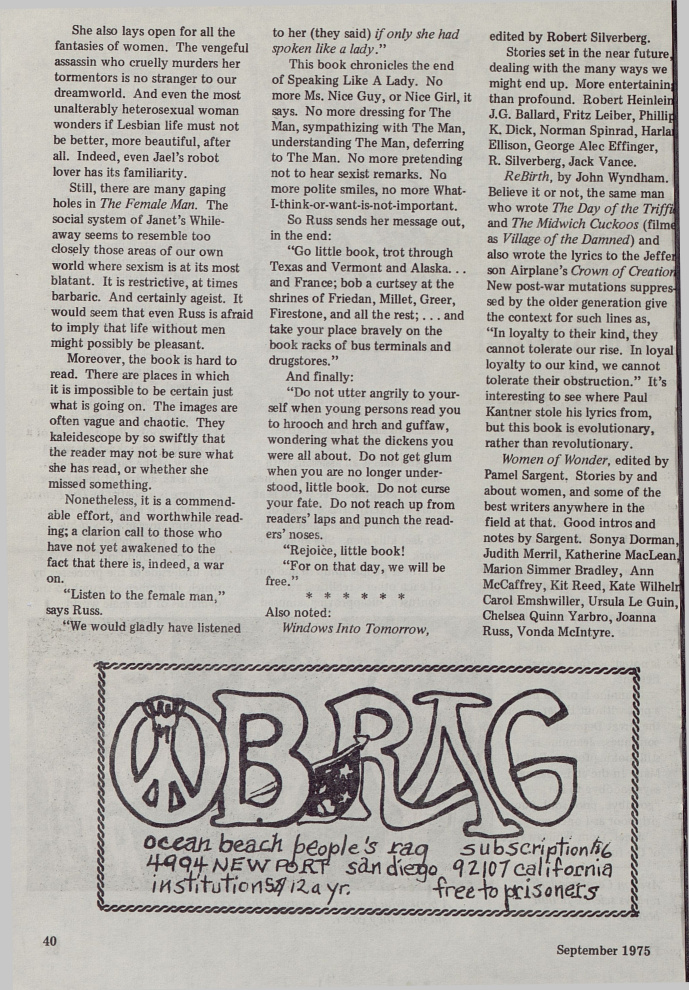 She also lays open for all the
fantasies of women. The vengeful
assassin who cruelly murders her
tormentors is no stranger to our
dreamworld. And even the most
unalterably heterosexual woman
wonders if Lesbian life must not
be better, more beautiful, after
all. Indeed, even Jael's robot
lover has its familiarity.
Still, there are many gaping
holes in The Female Man. The
social system of Janet's While-
away seems to resemble too
closely those areas of our own
world where sexism is at its most
blatant. It is restrictive, at times
barbaric. And certainly ageist. It
would seem that even Russ is afraid
to imply that life without men
might possibly be pleasant.
Moreover, the book is hard to
read. There are places in which
it is impossible to be certain just
what is going on. The images are
often vague and chaotic. They
kaleidescope by so swiftly that
the reader may not be sure what
she has read, or whether she
missed something.
Nonetheless, it is a commend-
able effort, and worthwhile read-
ing; a clarion call to those who
have not yet awakened to the
fact that there is, indeed, a war
on.
"Listen to the female man,"
says Russ.
"We would gladly have listened
to her (they said) if only she had
spoken like a lady."
This book chronicles the end
of Speaking Like A Lady. No
more Ms. Nice Guy, or Nice Girl, it
says. No more dressing for The
Man, sympathizing with The Man,
understanding The Man, deferring
to The Man. No more pretending
not to hear sexist remarks. No
more polite smiles, no more What-
I-think-or-want-is-not-important.
So Russ sends her message out,
in the end:
"Go little book, trot through
Texas and Vermont and Alaska. . .
and France; bob a curtsey at the
shrines of Friedan, Millet, Greer,
Firestone, and all the rest; . . . and
take your place bravely on the
book racks of bus terminals and
drugstores."
And finally:
"Do not utter angrily to your-
self when young persons read you
to hrooch and hrch and guffaw,
wondering what the dickens you
were all about. Do not get glum
when you are no longer under-
stood, little book. Do not curse
your fate. Do not reach up from
readers' laps and punch the read-
ers' noses.
"Rejoice, little book!
"For on that day, we will be
free."
* * * * * *
Also noted:
Windows Into Tomorrow,
edited by Robert Silverberg.
Stories set in the near future,
dealing with the many ways we
might end up. More entertaining
than profound. Robert Heinlein
J.G. Ballard, Fritz Leiber, Phillip
K. Dick, Norman Spinrad, Harlan
Ellison, George Alec Effinger,
R. Silverberg, Jack Vance.
ReBirth, by John Wyndham.
Believe it or not, the same man
who wrote The Day of the Triffi
and The Midwich Cuckoos (filme
as Village of the Damned) and
also wrote the lyrics to the Jeffer
son Airplane's Crown of Creation
New post-war mutations suppres-
sed by the older generation give
the context for such lines as,
"In loyalty to their kind, they
cannot tolerate our rise. In loyal
loyalty to our kind, we cannot
tolerate their obstruction." It's
interesting to see where Paul
Kantner stole his lyrics from,
but this book is evolutionary,
rather than revolutionary.
Women of Wonder, edited by
Pamel Sargent. Stories by and
about women, and some of the
best writers anywhere in the
field at that. Good intros and
notes by Sargent. Sonya Dorman,
Judith Merril, Katherine MacLean,
Marion Simmer Bradley, Ann
McCaffrey, Kit Reed, Kate Wilhelm
Carol Emshwiller, Ursula Le Guin,
Chelsea Quinn Yarbro, Joanna
Russ, Vonda McIntyre.
OB RAG
ocean beach people's rag subscription $6
4994 NEWPORT san diego 92107 california
institutions $12 a yr. free to prisoners
40
September 1975